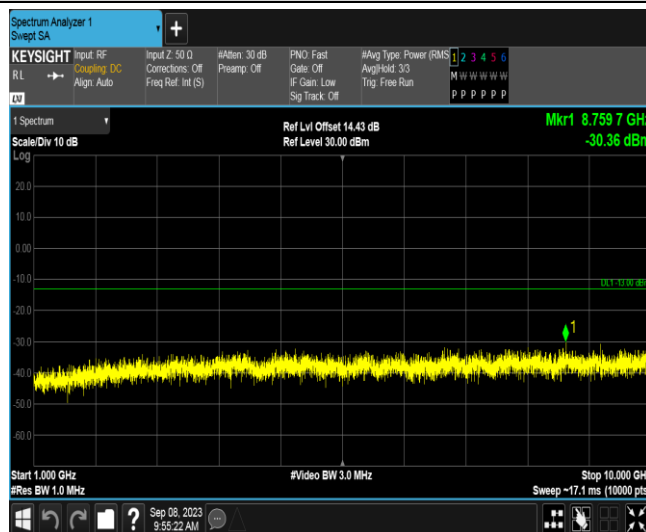 Spectrum Analyzer 1
Swept SA
+
KEYSIGHT
RL
LXI
Input: RF
Coupling: DC
Align: Auto
Input Z: 50 Ω
Corrections: Off
Freq Ref: Int (S)
#Atten: 30 dB
Preamp: Off
PNO: Fast
Gate: Off
IF Gain: Low
Sig Track: Off
#Avg Type: Power (RMS
Avg|Hold: 3/3
Trig: Free Run
1 2 3 4 5 6
M W W W W W
P P P P P P
1 Spectrum
Scale/Div 10 dB
Ref Lvl Offset 14.43 dB
Ref Level 30.00 dBm
Mkr1 8.759 7 GHz
-30.36 dBm
Log
20.0
10.0
0.00
-10.0
DL1 -13.00 dBm
-20.0
-30.0
1
-40.0
-50.0
-60.0
Start 1.000 GHz
#Res BW 1.0 MHz
#Video BW 3.0 MHz
Stop 10.000 GHz
Sweep ~17.1 ms (10000 pts)
?
Sep 08, 2023
9:55:22 AM